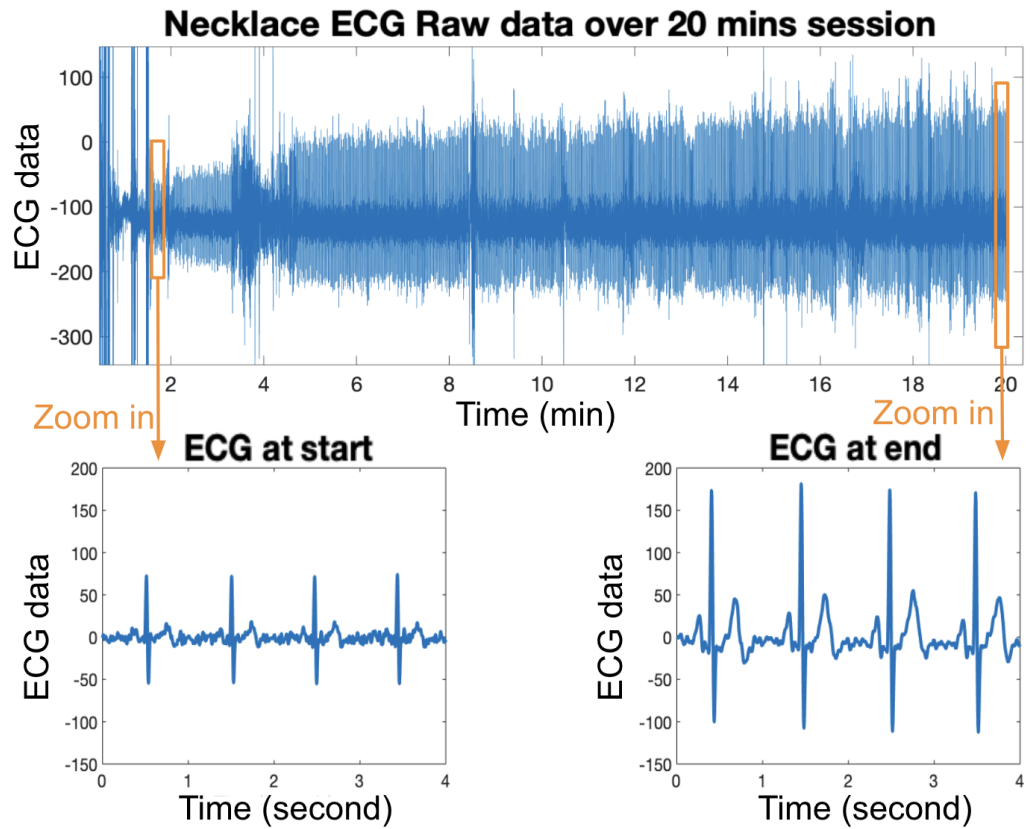 Necklace ECG Raw data over 20 mins session
ECG data
100
0
-100
-200
-300
2 4 6 8 10 12 14 16 18 20
Time (min)
Zoom in
Zoom in
ECG at start
ECG data
200
150
100
50
0
-50
-100
-150
0 1 2 3 4
Time (second)
ECG at end
ECG data
200
150
100
50
0
-50
-100
-150
0 1 2 3 4
Time (second)